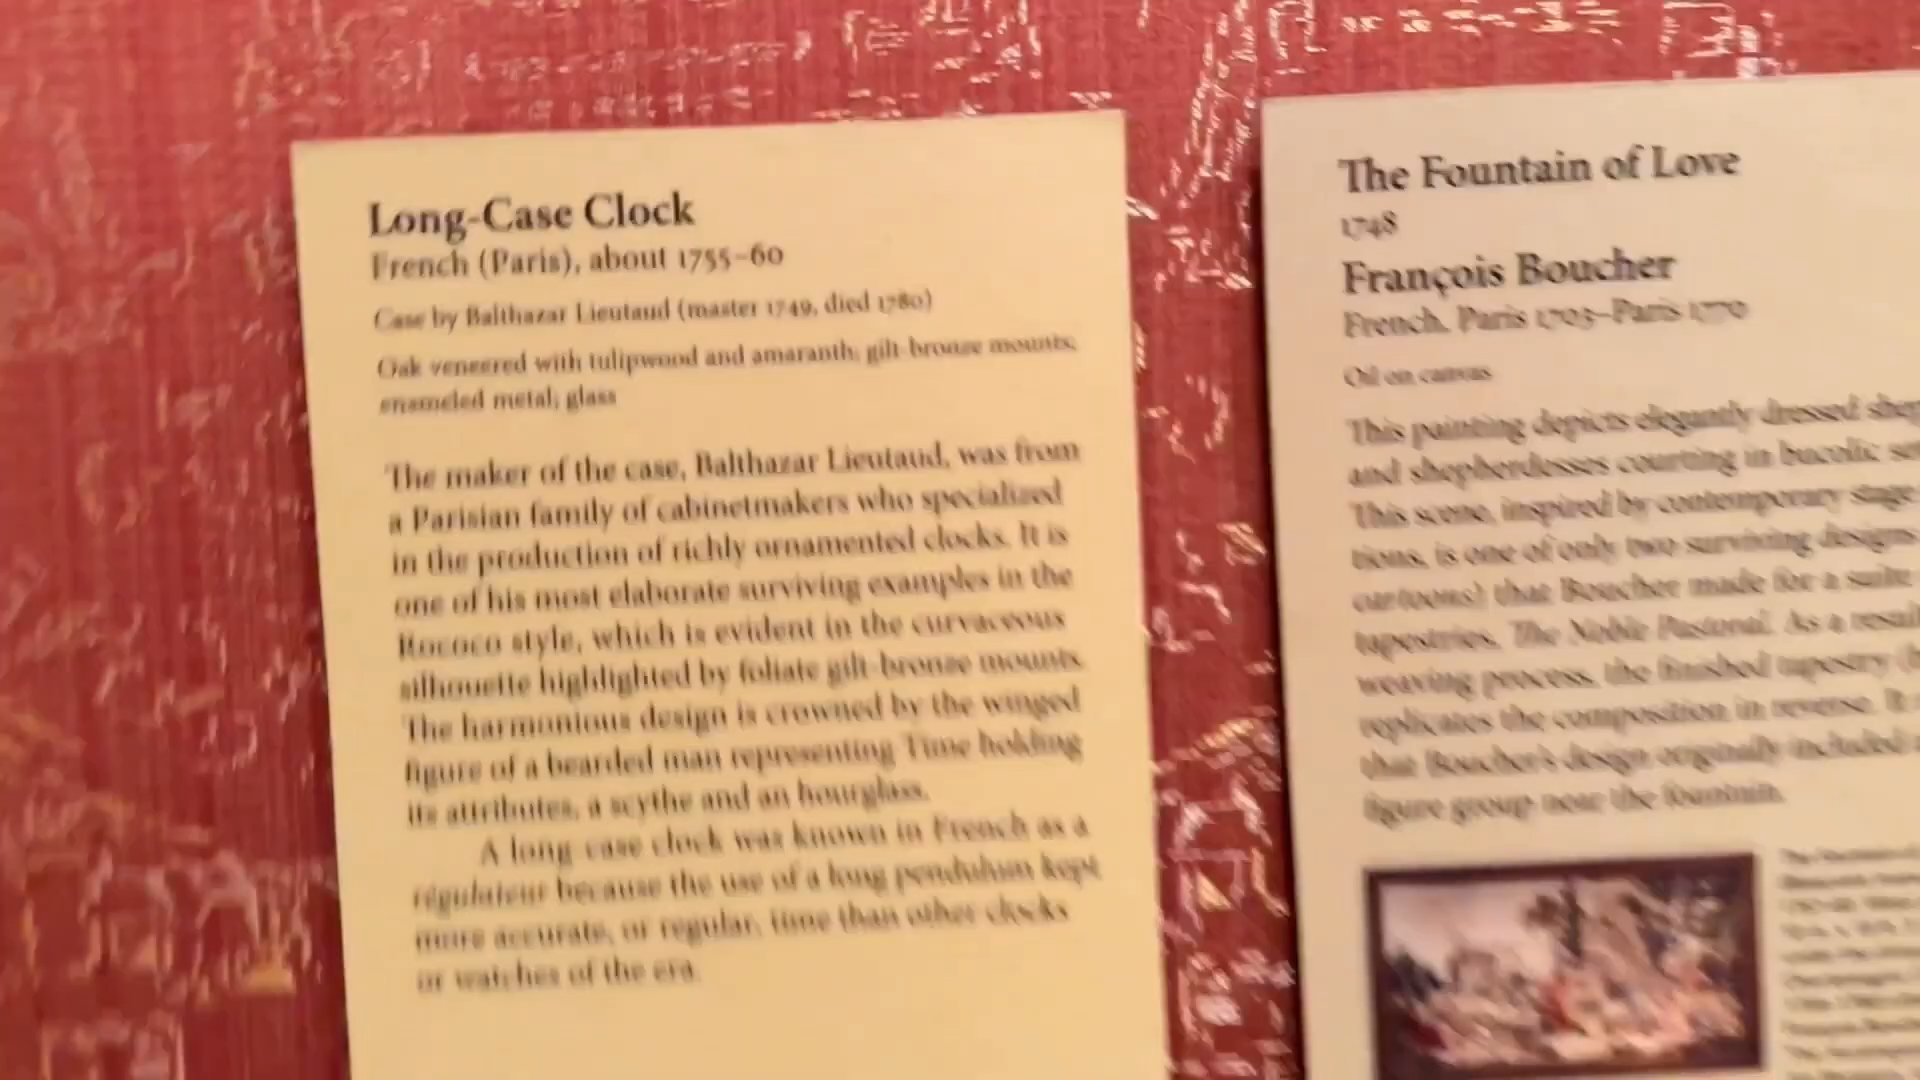 Long-Case Clock
French (Paris), about 1755–60
Case by Balthazar Lieutaud (master 1749, died 1780)
Oak veneered with tulipwood and amaranth; gilt-bronze mounts;
enameled metal; glass
The maker of the case, Balthazar Lieutaud, was from
a Parisian family of cabinetmakers who specialized
in the production of richly ornamented clocks. It is
one of his most elaborate surviving examples in the
Rococo style, which is evident in the curvaceous
silhouette highlighted by foliate gilt-bronze mounts.
The harmonious design is crowned by the winged
figure of a bearded man representing Time holding
its attributes, a scythe and an hourglass.
A long-case clock was known in French as a
régulateur because the use of a long pendulum kept
more accurate, or regular, time than other clocks
or watches of the era.
The Fountain of Love
1748
François Boucher
French, Paris 1703–Paris 1770
Oil on canvas
This painting depicts elegantly dressed
and shepherdesses courting in bucolic
This scene, inspired by contemporary stage
tions, is one of only two surviving designs
cartoons) that Boucher made for a suite
tapestries, The Noble Pastoral. As a result
weaving process, the finished tapestry
replicates the composition in reverse. It
that Boucher's design originally included
figure group near the fountain.